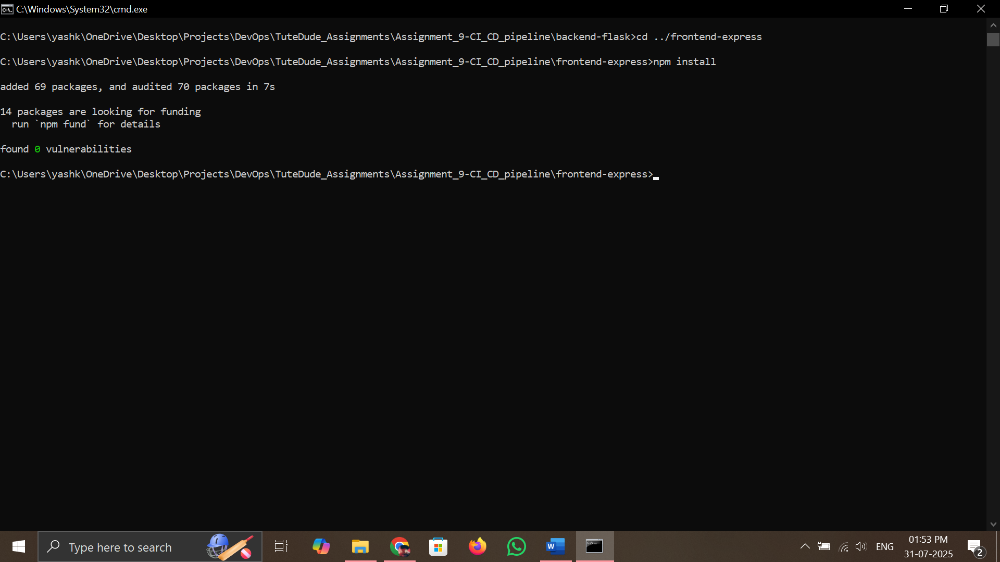 C:\Windows\System32\cmd.exe
C:\Users\yashk\OneDrive\Desktop\Projects\DevOps\TuteDude_Assignments\Assignment_9-CI_CD_pipeline\backend-flask>cd ../frontend-express
C:\Users\yashk\OneDrive\Desktop\Projects\DevOps\TuteDude_Assignments\Assignment_9-CI_CD_pipeline\frontend-express>npm install
added 69 packages, and audited 70 packages in 7s
14 packages are looking for funding
  run `npm fund` for details
found 0 vulnerabilities
C:\Users\yashk\OneDrive\Desktop\Projects\DevOps\TuteDude_Assignments\Assignment_9-CI_CD_pipeline\frontend-express>
Type here to search
ENG
01:53 PM
31-07-2025
2